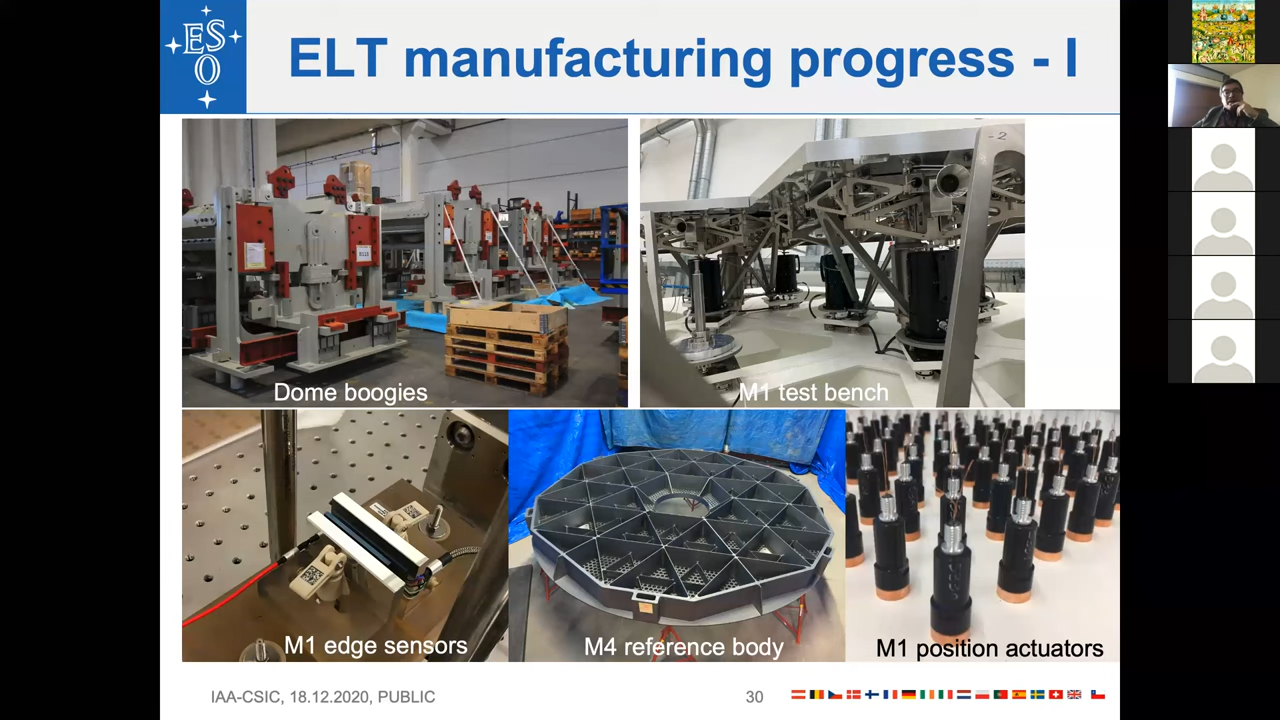 ES
O
ELT manufacturing progress - I
Dome boogies
M1 test bench
M1 edge sensors
M4 reference body
M1 position actuators
IAA-CSIC, 18.12.2020, PUBLIC
30